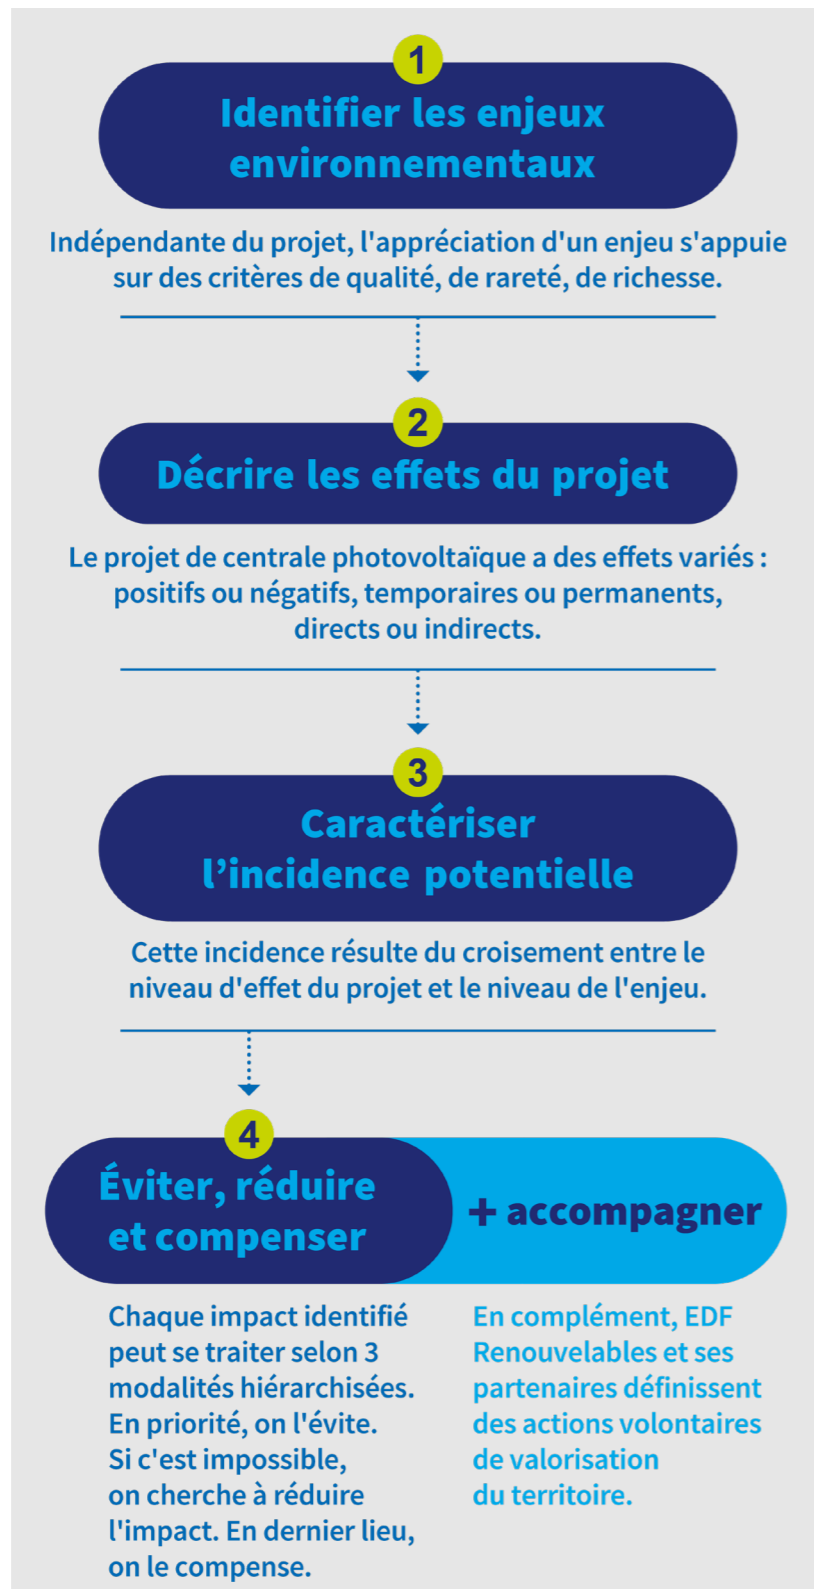 1
Identifier les enjeux
environnementaux
Indépendante du projet, l'appréciation d'un enjeu s'appuie
sur des critères de qualité, de rareté, de richesse.
2
Décrire les effets du projet
Le projet de centrale photovoltaïque a des effets variés :
positifs ou négatifs, temporaires ou permanents,
directs ou indirects.
3
Caractériser
l’incidence potentielle
Cette incidence résulte du croisement entre le
niveau d'effet du projet et le niveau de l'enjeu.
4
Éviter, réduire
et compenser
+ accompagner
Chaque impact identifié
peut se traiter selon 3
modalités hiérarchisées.
En priorité, on l'évite.
Si c'est impossible,
on cherche à réduire
l'impact. En dernier lieu,
on le compense.
En complément, EDF
Renouvelables et ses
partenaires définissent
des actions volontaires
de valorisation
du territoire.